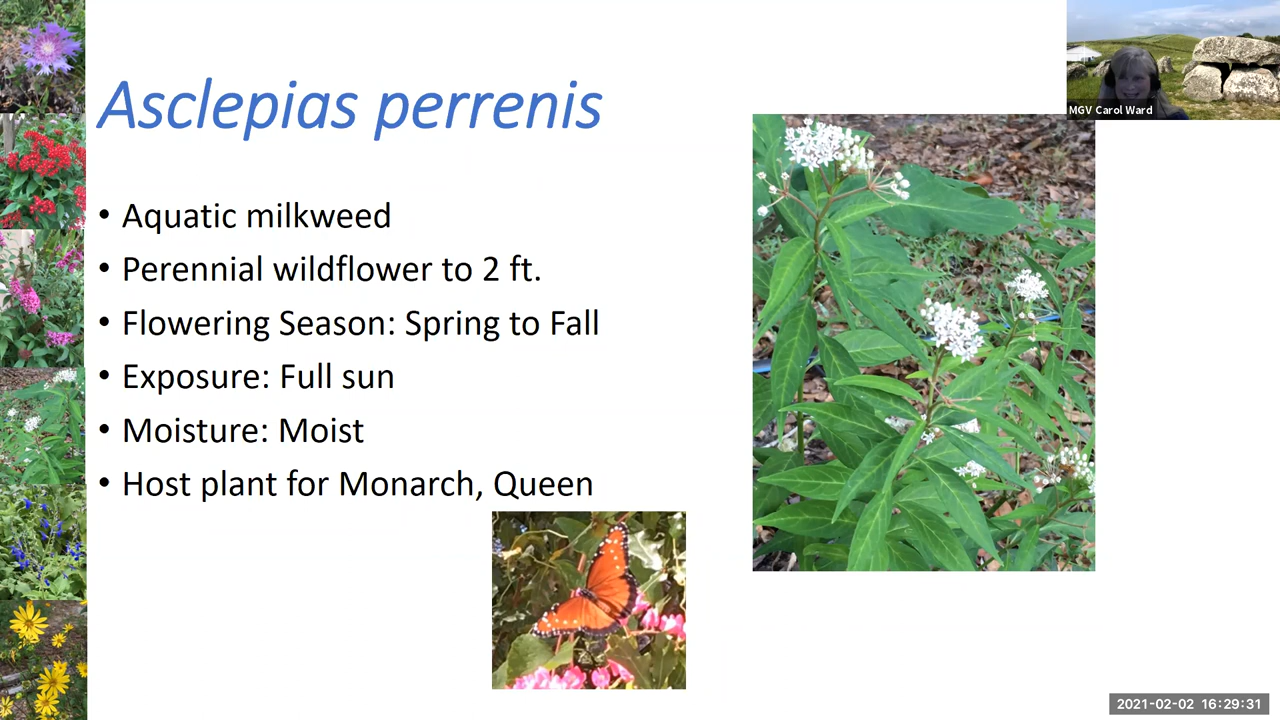 Asclepias perrenis
• Aquatic milkweed
• Perennial wildflower to 2 ft.
• Flowering Season: Spring to Fall
• Exposure: Full sun
• Moisture: Moist
• Host plant for Monarch, Queen
MGV Carol Ward
2021-02-02 16:29:31